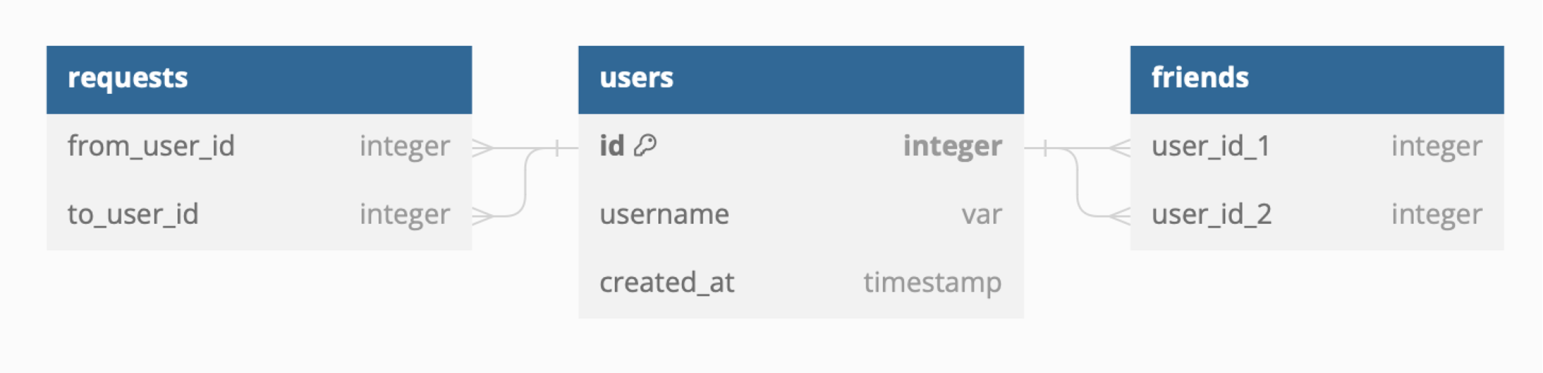 requests
from_user_id integer
to_user_id integer
users
id integer
username var
created_at timestamp
friends
user_id_1 integer
user_id_2 integer